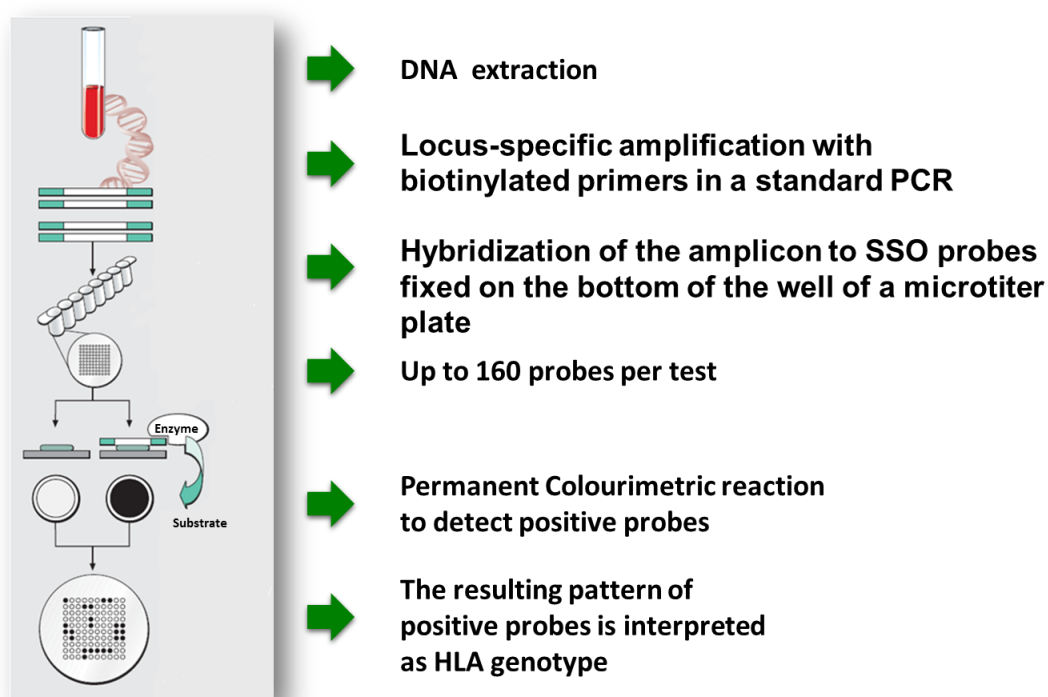 DNA extraction
Locus-specific amplification with
biotinylated primers in a standard PCR
Hybridization of the amplicon to SSO probes
fixed on the bottom of the well of a microtiter
plate
Up to 160 probes per test
Enzyme
Substrate
Permanent Colourimetric reaction
to detect positive probes
The resulting pattern of
positive probes is interpreted
as HLA genotype